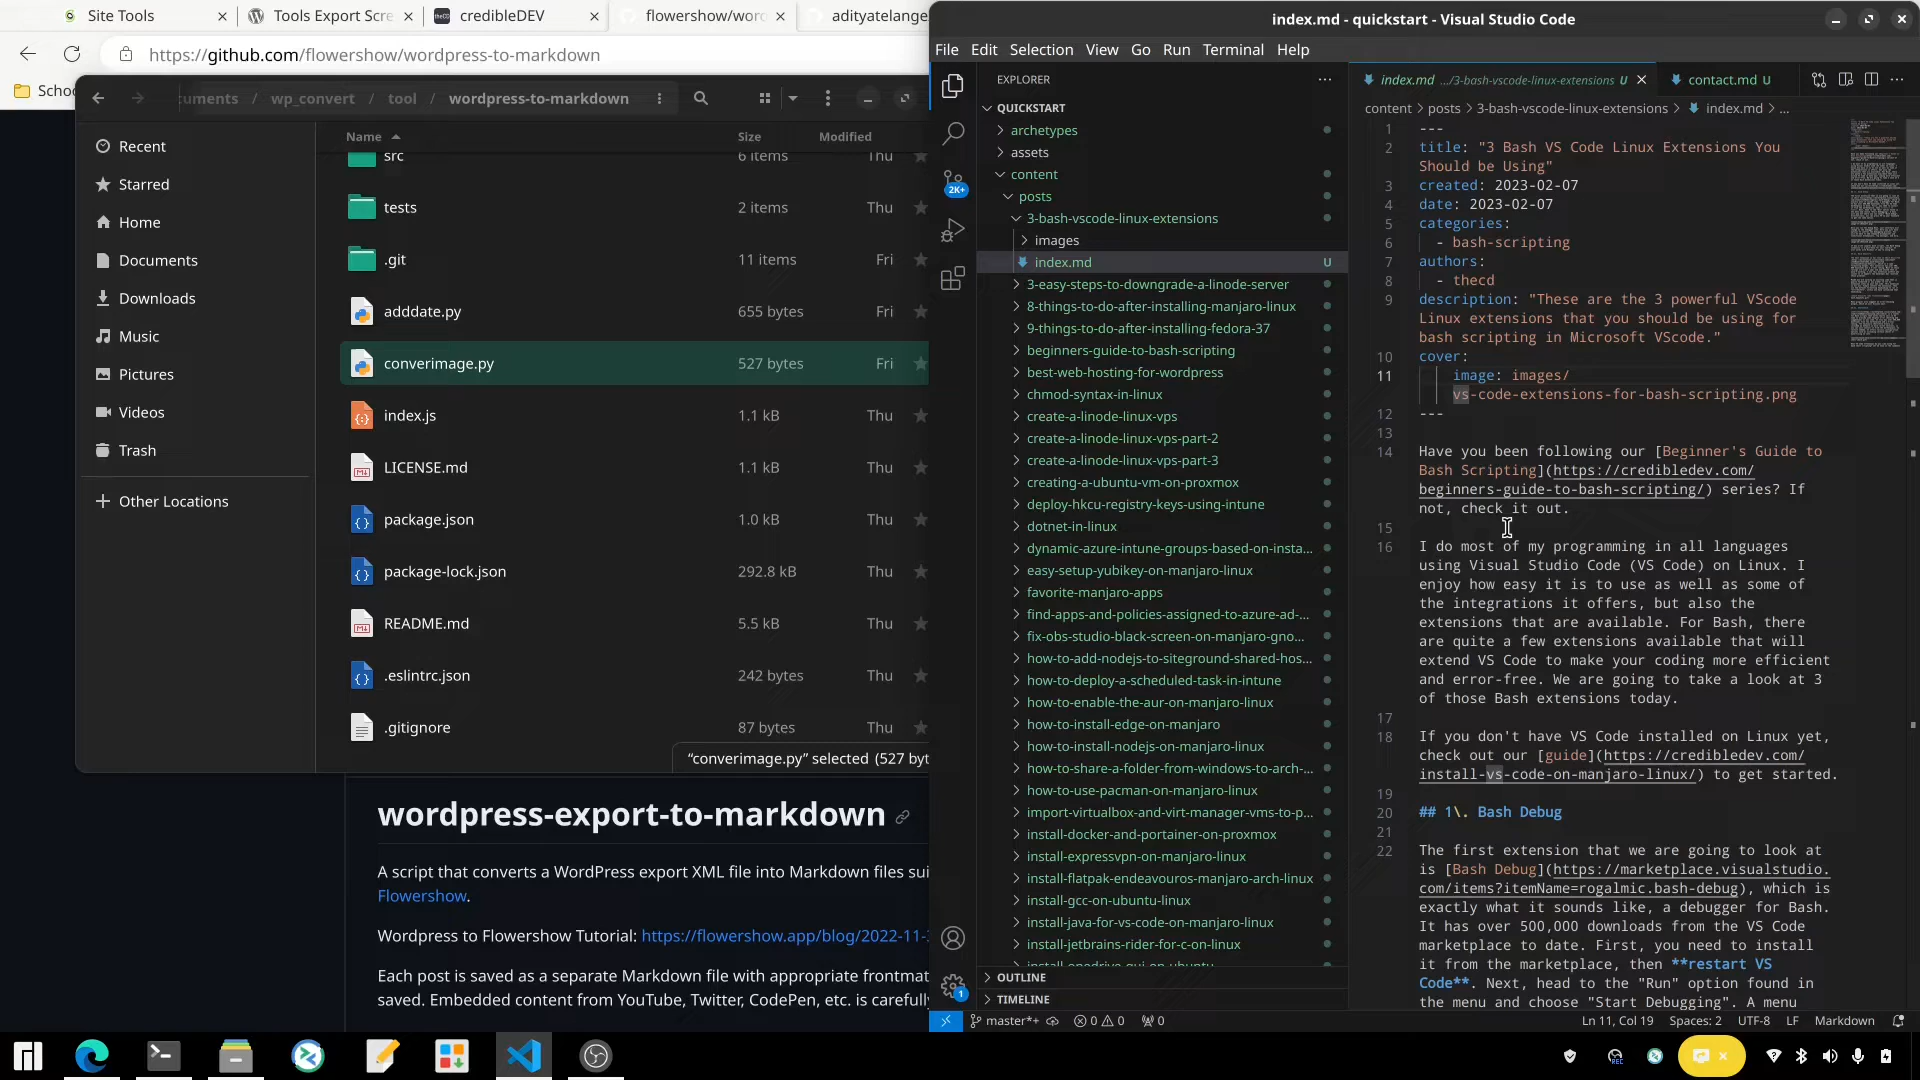 Site Tools
Tools Export Scre
credibleDEV
flowershow/wor
adityatelange
https://github.com/flowershow/wordpress-to-markdown
Schoo
cuments / wp_convert / tool / wordpress-to-markdown
Recent
Starred
Home
Documents
Downloads
Music
Pictures
Videos
Trash
Other Locations
Name Size Modified
src 6 items Thu
tests 2 items Thu
.git 11 items Fri
adddate.py 655 bytes Fri
converimage.py 527 bytes Fri
index.js 1.1 kB Thu
LICENSE.md 1.1 kB Thu
package.json 1.0 kB Thu
package-lock.json 292.8 kB Thu
README.md 5.5 kB Thu
.eslintrc.json 242 bytes Thu
.gitignore 87 bytes Thu
“converimage.py” selected (527 byt
wordpress-export-to-markdown
A script that converts a WordPress export XML file into Markdown files sui
Flowershow.
Wordpress to Flowershow Tutorial: https://flowershow.app/blog/2022-11-
Each post is saved as a separate Markdown file with appropriate frontmat
saved. Embedded content from YouTube, Twitter, CodePen, etc. is carefully
index.md - quickstart - Visual Studio Code
File Edit Selection View Go Run Terminal Help
2K+
1
EXPLORER
QUICKSTART
archetypes
assets
content
posts
3-bash-vscode-linux-extensions
images
index.md U
3-easy-steps-to-downgrade-a-linode-server
8-things-to-do-after-installing-manjaro-linux
9-things-to-do-after-installing-fedora-37
beginners-guide-to-bash-scripting
best-web-hosting-for-wordpress
chmod-syntax-in-linux
create-a-linode-linux-vps
create-a-linode-linux-vps-part-2
create-a-linode-linux-vps-part-3
creating-a-ubuntu-vm-on-proxmox
deploy-hkcu-registry-keys-using-intune
dotnet-in-linux
dynamic-azure-intune-groups-based-on-insta...
easy-setup-yubikey-on-manjaro-linux
favorite-manjaro-apps
find-apps-and-policies-assigned-to-azure-ad-...
fix-obs-studio-black-screen-on-manjaro-gno...
how-to-add-nodejs-to-siteground-shared-hos...
how-to-deploy-a-scheduled-task-in-intune
how-to-enable-the-aur-on-manjaro-linux
how-to-install-edge-on-manjaro
how-to-install-nodejs-on-manjaro-linux
how-to-share-a-folder-from-windows-to-arch-...
how-to-use-pacman-on-manjaro-linux
import-virtualbox-and-virt-manager-vms-to-p...
install-docker-and-portainer-on-proxmox
install-expressvpn-on-manjaro-linux
install-flatpak-endeavouros-manjaro-arch-linux
install-gcc-on-ubuntu-linux
install-java-for-vs-code-on-manjaro-linux
install-jetbrains-rider-for-c-on-linux
OUTLINE
TIMELINE
index.md .../3-bash-vscode-linux-extensions U
contact.md U
content > posts > 3-bash-vscode-linux-extensions > index.md > ...
1 ---
2 title: "3 Bash VS Code Linux Extensions You
Should be Using"
3 created: 2023-02-07
4 date: 2023-02-07
5 categories:
6 - bash-scripting
7 authors:
8 - thecd
9 description: "These are the 3 powerful VScode
Linux extensions that you should be using for
bash scripting in Microsoft VScode."
10 cover:
11 image: images/
vs-code-extensions-for-bash-scripting.png
12 ---
13
14 Have you been following our [Beginner's Guide to
Bash Scripting](https://credibledev.com/
beginners-guide-to-bash-scripting/) series? If
not, check it out.
15
16 I do most of my programming in all languages
using Visual Studio Code (VS Code) on Linux. I
enjoy how easy it is to use as well as some of
the integrations it offers, but also the
extensions that are available. For Bash, there
are quite a few extensions available that will
extend VS Code to make your coding more efficient
and error-free. We are going to take a look at 3
of those Bash extensions today.
17
18 If you don't have VS Code installed on Linux yet,
check out our [guide](https://credibledev.com/
install-vs-code-on-manjaro-linux/) to get started.
19
20 ## 1\. Bash Debug
21
22 The first extension that we are going to look at
is [Bash Debug](https://marketplace.visualstudio.
com/items?itemName=rogalmic.bash-debug), which is
exactly what it sounds like, a debugger for Bash.
It has over 500,000 downloads from the VS Code
marketplace to date. First, you need to install
it from the marketplace, then **restart VS
Code**. Next, head to the "Run" option found in
the menu and choose "Start Debugging". A menu
master*+ 0 0 0
Ln 11, Col 19 Spaces: 2 UTF-8 LF Markdown